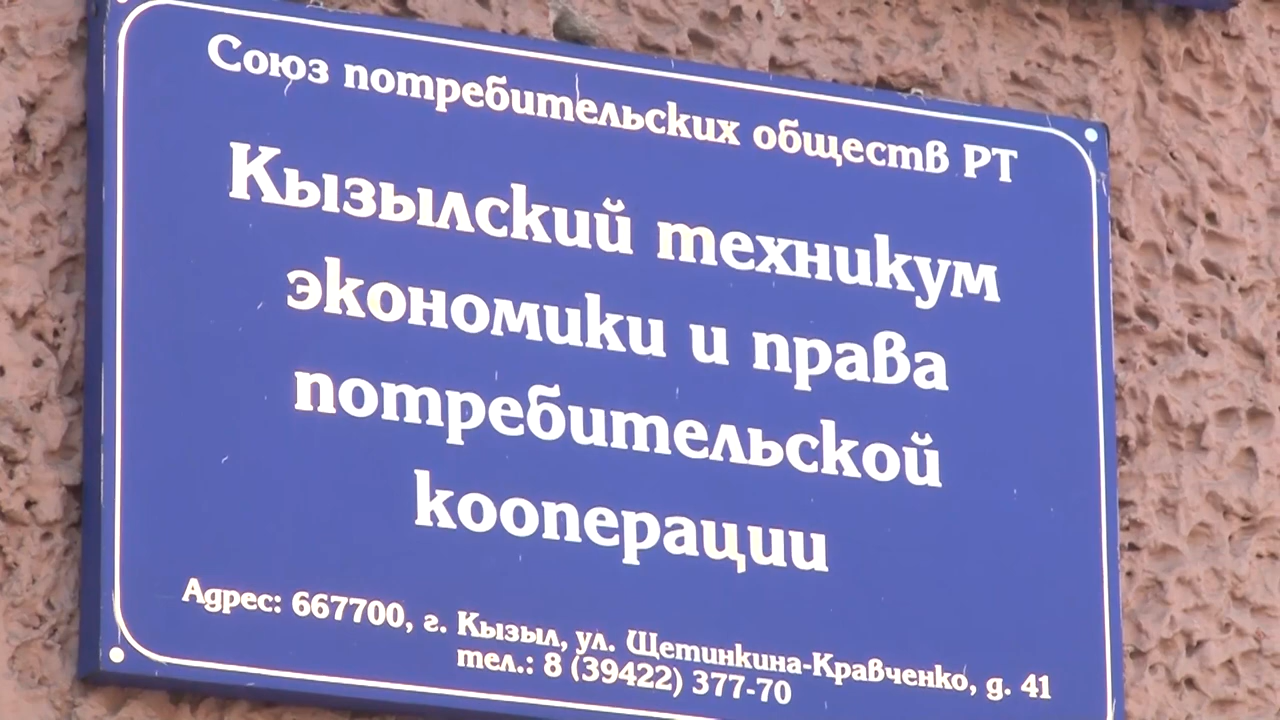 Союз потребительских обществ РТ
Кызылский техникум
экономики и права
потребительской
кооперации
Адрес: 667700, г. Кызыл, ул. Щетинкина-Кравченко, д. 41
тел.: 8 (39422) 377-70